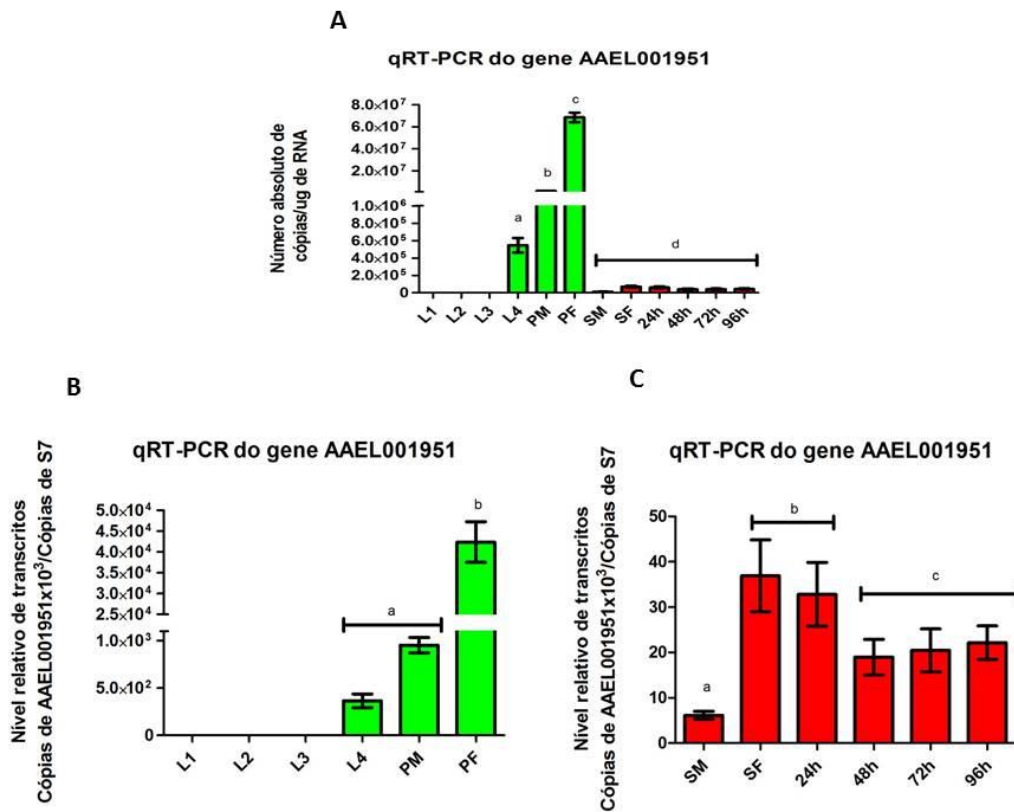 A
qRT-PCR do gene AAEL001951
Número absoluto de
cópias/ug de RNA
8.0×10⁷
6.0×10⁷
4.0×10⁷
2.0×10⁷
1.0×10⁶
8.0×10⁵
6.0×10⁵
4.0×10⁵
2.0×10⁵
0
a
b
c
d
L1 L2 L3 L4 PM PF SM SF 24h 48h 72h 96h
B
qRT-PCR do gene AAEL001951
Nível relativo de transcritos
Cópias de AAEL001951x10³/Cópias de S7
5.0×10⁴
4.5×10⁴
4.0×10⁴
3.5×10⁴
3.0×10⁴
2.5×10⁴
1.0×10³
5.0×10²
0
a
b
L1 L2 L3 L4 PM PF
C
qRT-PCR do gene AAEL001951
Nível relativo de transcritos
Cópias de AAEL001951x10³/Cópias de S7
50
40
30
20
10
0
a
b
c
SM SF 24h 48h 72h 96h